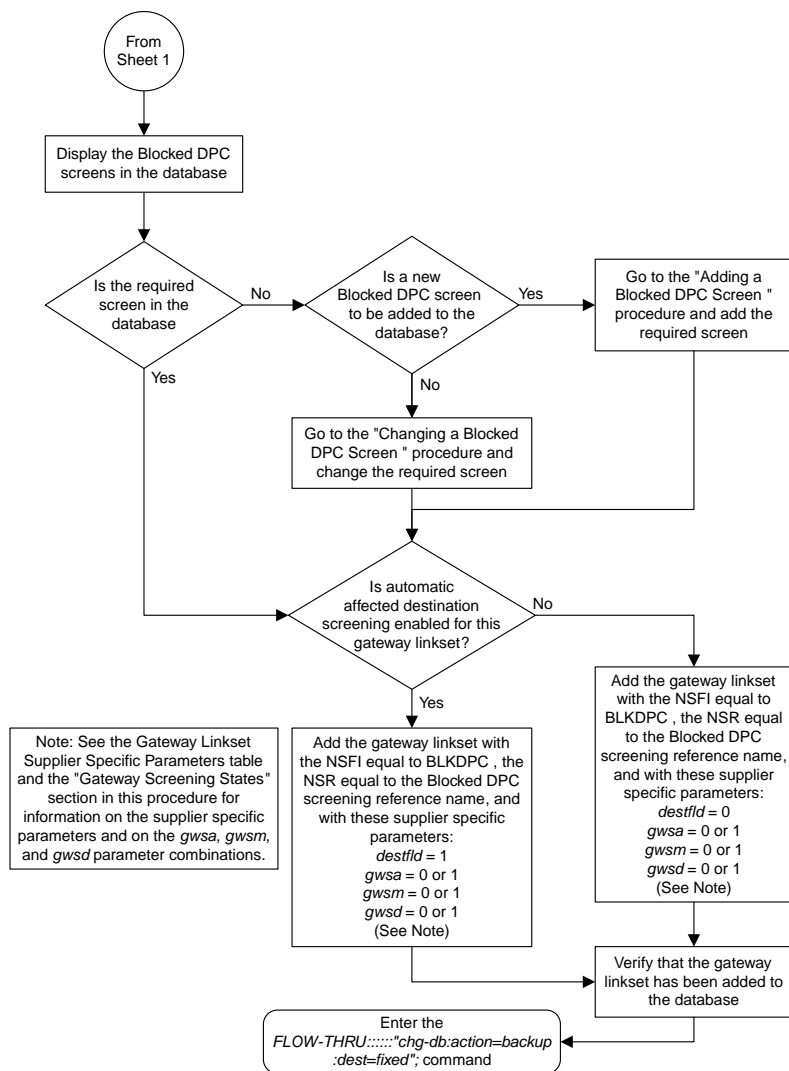 From
Sheet 1
Display the Blocked DPC
screens in the database
Is the required
screen in the
database
No
Yes
Is a new
Blocked DPC screen
to be added to the
database?
Yes
No
Go to the "Adding a
Blocked DPC Screen "
procedure and add the
required screen
Go to the "Changing a Blocked
DPC Screen " procedure and
change the required screen
Is automatic
affected destination
screening enabled for this
gateway linkset?
No
Yes
Note: See the Gateway Linkset
Supplier Specific Parameters table
and the "Gateway Screening States"
section in this procedure for
information on the supplier specific
parameters and on the gwsa, gwsm,
and gwsd parameter combinations.
Add the gateway linkset with
the NSFI equal to BLKDPC , the
NSR equal to the Blocked DPC
screening reference name, and
with these supplier specific
parameters:
destfld = 1
gwsa = 0 or 1
gwsm = 0 or 1
gwsd = 0 or 1
(See Note)
Add the gateway linkset
with the NSFI equal to
BLKDPC , the NSR equal
to the Blocked DPC
screening reference name,
and with these supplier
specific parameters:
destfld = 0
gwsa = 0 or 1
gwsm = 0 or 1
gwsd = 0 or 1
(See Note)
Verify that the gateway
linkset has been added to
the database
Enter the
FLOW-THRU::::::"chg-db:action=backup
:dest=fixed"; command